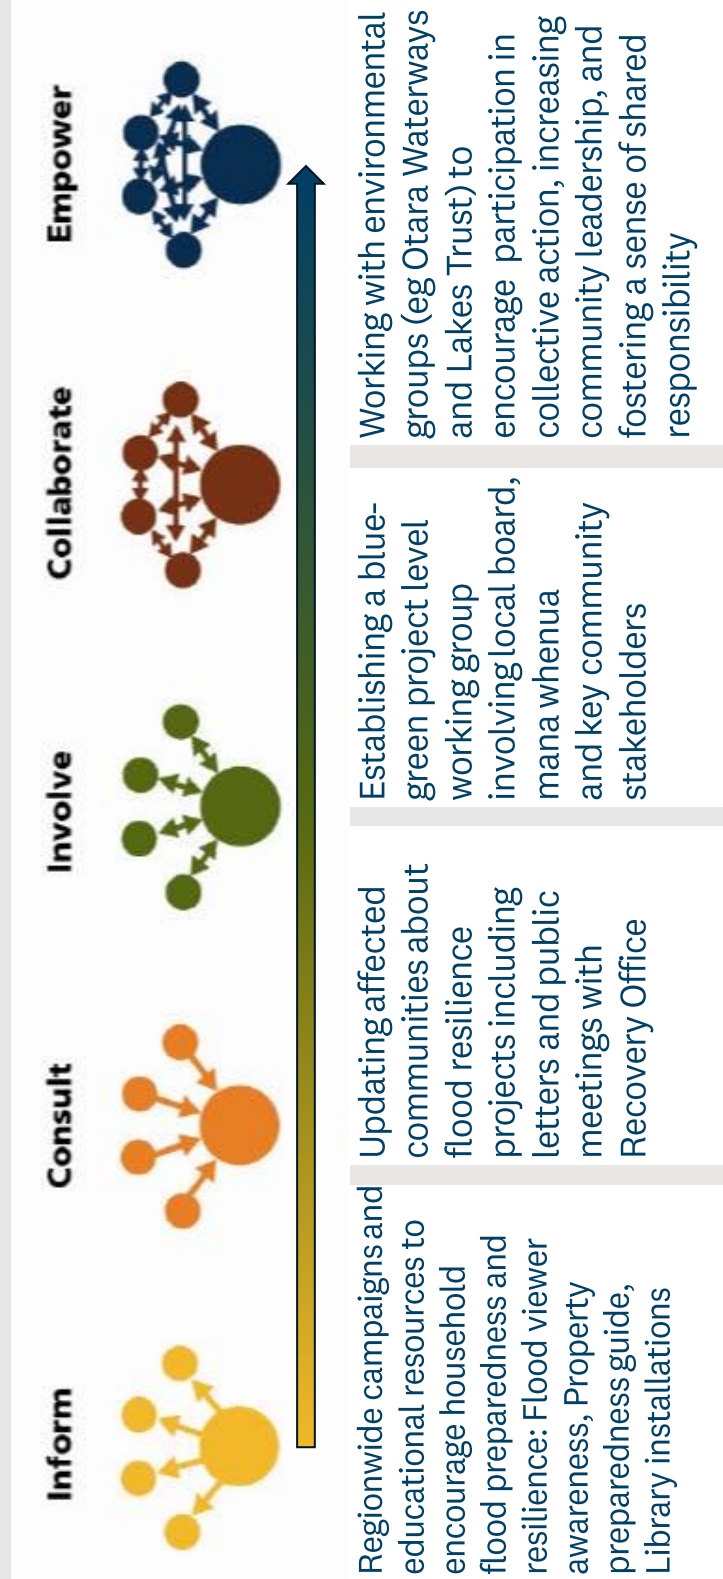 Inform
Consult
Involve
Collaborate
Empower
Regionwide campaigns and
educational resources to
encourage household
flood preparedness and
resilience: Flood viewer
awareness, Property
preparedness guide,
Library installations
Updating affected
communities about
flood resilience
projects including
letters and public
meetings with
Recovery Office
Establishing a blue-
green project level
working group
involving local board,
mana whenua
and key community
stakeholders
Working with environmental
groups (eg Otara Waterways
and Lakes Trust) to
encourage participation in
collective action, increasing
community leadership, and
fostering a sense of shared
responsibility